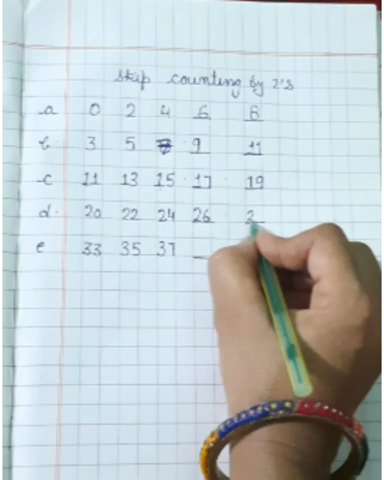 skip counting by 2's
a 0 2 4 6 8
b. 3 5 7 9 11
c 11 13 15 17 19
d. 20 22 24 26 2
e 33 35 37